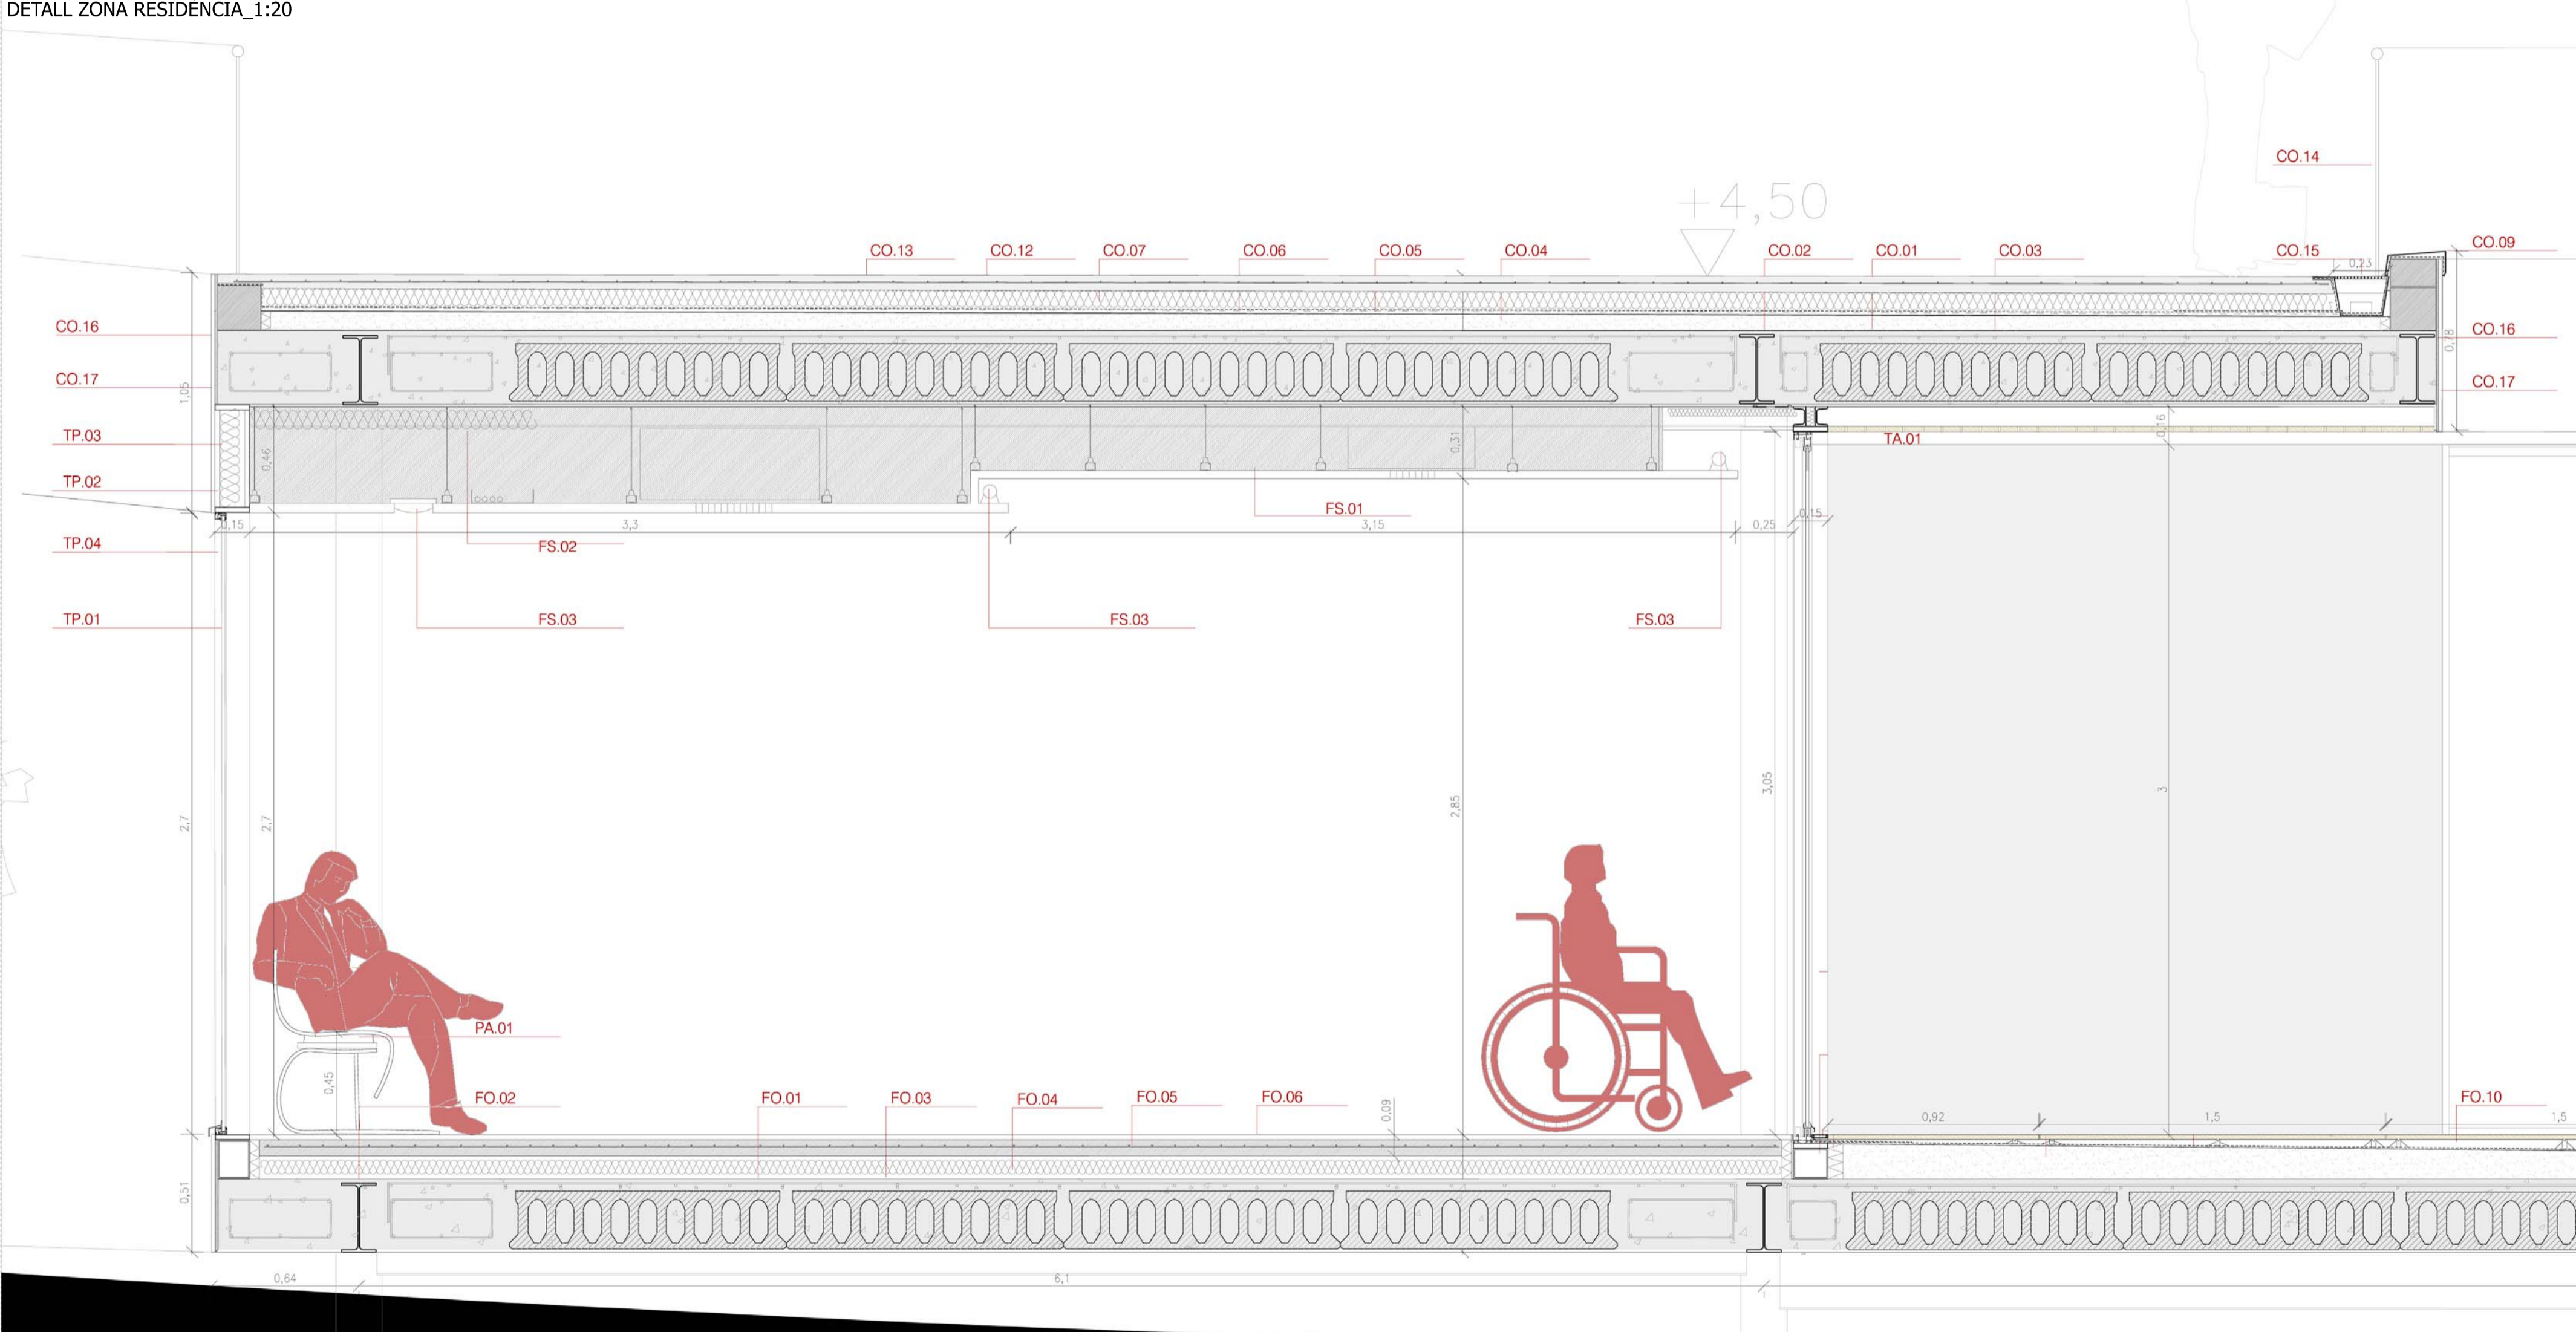 DETALL ZONA RESIDENCIA_1:20
CO.14
+4,50
CO.13 CO.12 CO.07 CO.06 CO.05 CO.04 CO.02 CO.01 CO.03 CO.15 CO.09
0,23
CO.16 CO.16
0,78
CO.17 CO.17
1,05
TP.03 0,46 0,31 TA.01 0,16
TP.02
FS.01
0,15 3,3 3,15 0,25 0,15
TP.04 FS.02
TP.01 FS.03 FS.03 FS.03
2,7 2,7 2,85 3,05 3
PA.01
0,45
FO.02 FO.01 FO.03 FO.04 FO.05 FO.06 0,09 FO.10
0,92 1,5 1,5
0,51
0,64 6,1